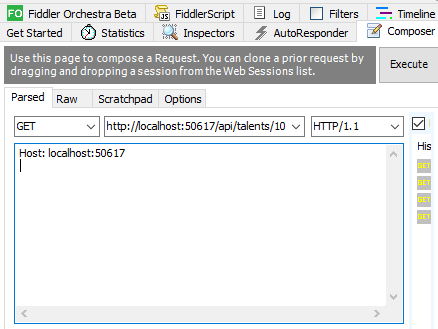 FO Fiddler Orchestra Beta JS FiddlerScript Log Filters Timeline
Get Started Statistics Inspectors AutoResponder Composer
Use this page to compose a Request. You can clone a prior request by
dragging and dropping a session from the Web Sessions list.
Execute
Parsed Raw Scratchpad Options
GET http://localhost:50617/api/talents/10 HTTP/1.1
Host: localhost:50617
His
GET
GET
GET
GET